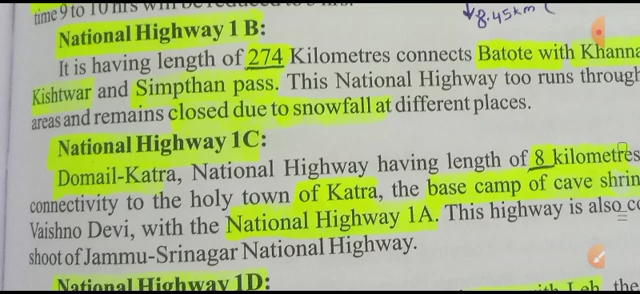 time 9 to 10 hrs will be reduced to
8.45km
National Highway 1 B:
It is having length of 274 Kilometres connects Batote with Khanna
Kishtwar and Simpthan pass. This National Highway too runs through
areas and remains closed due to snowfall at different places.
National Highway 1C:
Domail-Katra, National Highway having length of 8 kilometres
connectivity to the holy town of Katra, the base camp of cave shrin
Vaishno Devi, with the National Highway 1A. This highway is also c
shoot of Jammu-Srinagar National Highway.
National Highway 1D:
with Leh the